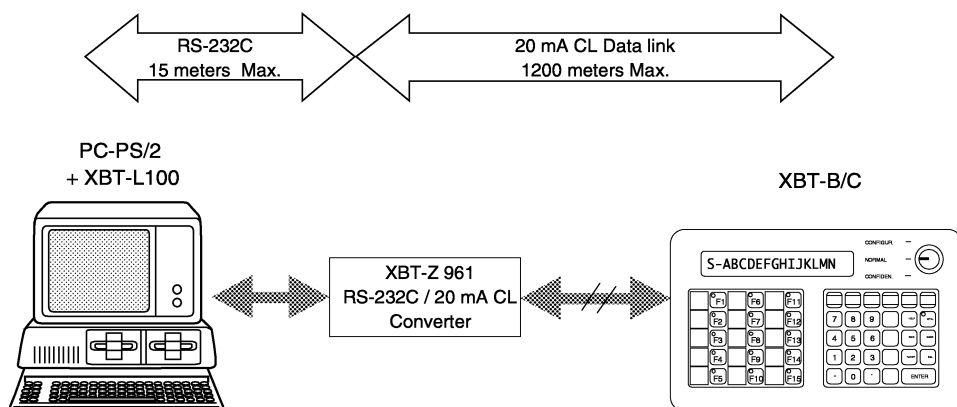 RS-232C
15 meters Max.
20 mA CL Data link
1200 meters Max.
PC-PS/2
+ XBT-L100
XBT-B/C
XBT-Z 961
RS-232C / 20 mA CL
Converter
S-ABCDEFGHIJKLMN
CONFIGUR.
NORMAL
CONFIDEN.
F1 F6 F11
F2 F7 F12
F3 F8 F13
F4 F9 F14
F5 F10 F15
7 8 9
4 5 6
1 2 3
- 0 .
ENTER